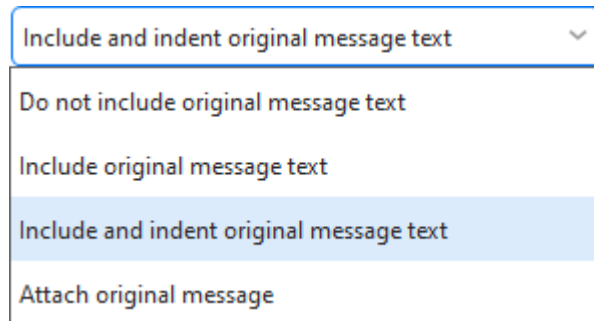 Include and indent original message text
Do not include original message text
Include original message text
Include and indent original message text
Attach original message